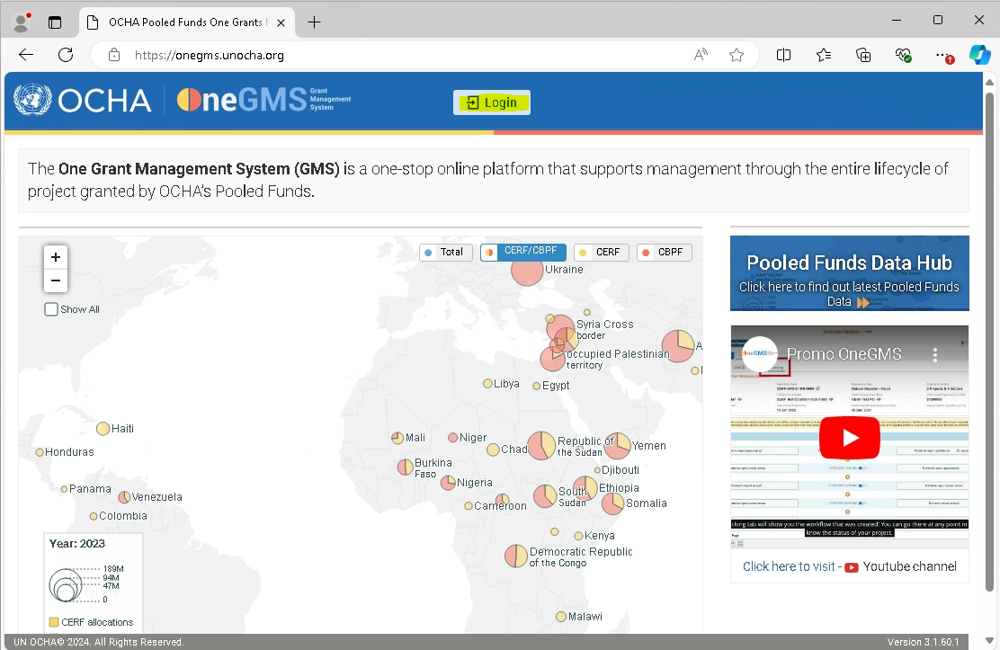 OCHA Pooled Funds One Grants
https://onegms.unocha.org
OCHA
OneGMS
Grant
Management
System
Login
The One Grant Management System (GMS) is a one-stop online platform that supports management through the entire lifecycle of
project granted by OCHA's Pooled Funds.
+
−
Show All
Total
CERF/CBPF
CERF
CBPF
Ukraine
Syria Cross
border
occupied Palestinian
territory
A
Libya
Egypt
Haiti
Honduras
Panama
Venezuela
Colombia
Mali
Niger
Chad
Republic of
the Sudan
Yemen
Burkina
Faso
Nigeria
Djibouti
Ethiopia
Cameroon
South
Sudan
Somalia
Kenya
Democratic Republic
of the Congo
Malawi
Year: 2023
189M
94M
47M
0
CERF allocations
Pooled Funds Data Hub
Click here to find out latest Pooled Funds
Data
Promo OneGMS
cking tab will show you the workflow that was created! You can go there at any point in
know the status of your project.
Click here to visit - Youtube channel
UN OCHA© 2024. All Rights Reserved.
Version 3.1.60.1